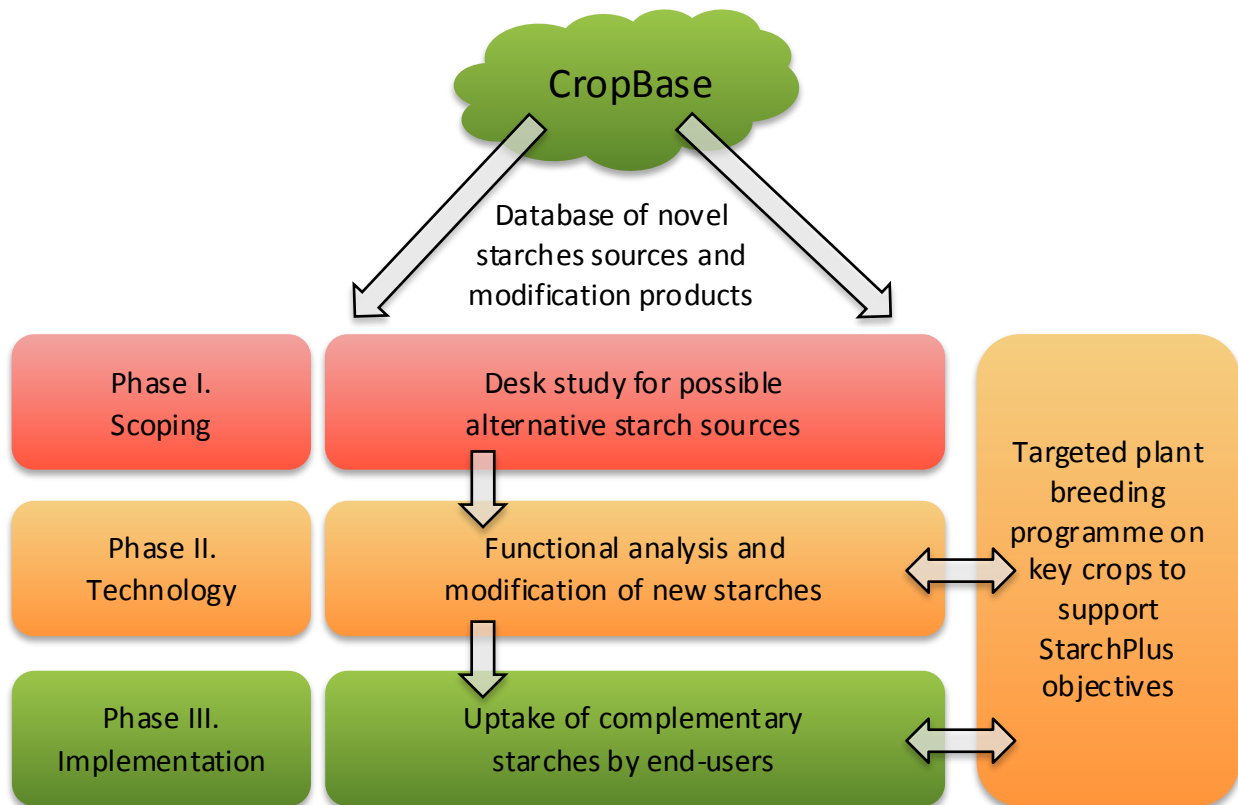 CropBase
Database of novel
starches sources and
modification products
Phase I.
Scoping
Desk study for possible
alternative starch sources
Phase II.
Technology
Functional analysis and
modification of new starches
Phase III.
Implementation
Uptake of complementary
starches by end-users
Targeted plant
breeding
programme on
key crops to
support
StarchPlus
objectives